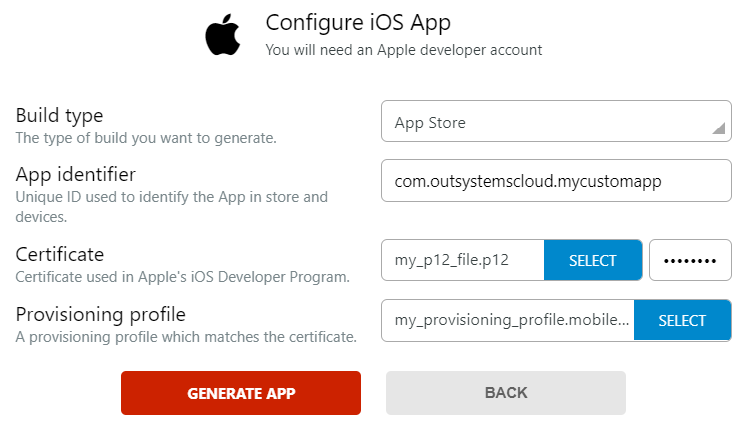 Configure iOS App
You will need an Apple developer account
Build type
The type of build you want to generate.
App Store
App identifier
Unique ID used to identify the App in store and
devices.
com.outsystemscloud.mycustomapp
Certificate
Certificate used in Apple's iOS Developer Program.
my_p12_file.p12
SELECT
••••••••
Provisioning profile
A provisioning profile which matches the certificate.
my_provisioning_profile.mobile...
SELECT
GENERATE APP
BACK